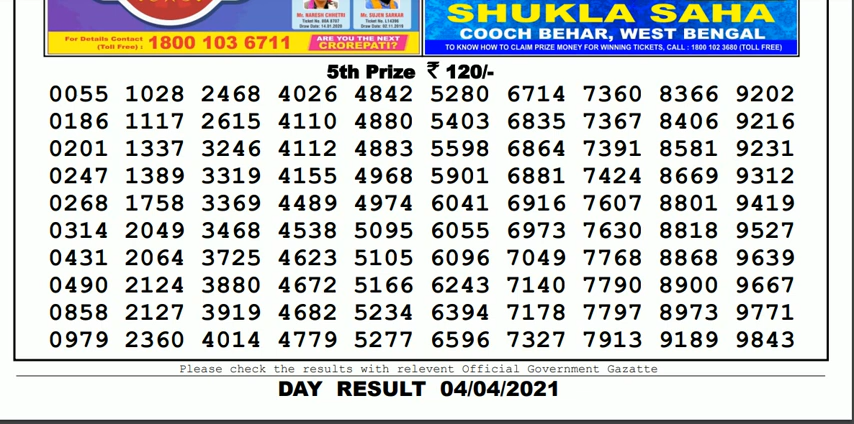 Mr. NARESH CHHETRI
Mr. SUJEN SARKAR
SHUKLA SAHA
COOCH BEHAR, WEST BENGAL
For Details Contact
(Toll Free) : 1800 103 6711
ARE YOU THE NEXT
CROREPATI?
TO KNOW HOW TO CLAIM PRIZE MONEY FOR WINNING TICKETS, CALL : 1800 102 3680 (TOLL FREE)
5th Prize ₹ 120/-
0055 1028 2468 4026 4842 5280 6714 7360 8366 9202
0186 1117 2615 4110 4880 5403 6835 7367 8406 9216
0201 1337 3246 4112 4883 5598 6864 7391 8581 9231
0247 1389 3319 4155 4968 5901 6881 7424 8669 9312
0268 1758 3369 4489 4974 6041 6916 7607 8801 9419
0314 2049 3468 4538 5095 6055 6973 7630 8818 9527
0431 2064 3725 4623 5105 6096 7049 7768 8868 9639
0490 2124 3880 4672 5166 6243 7140 7790 8900 9667
0858 2127 3919 4682 5234 6394 7178 7797 8973 9771
0979 2360 4014 4779 5277 6596 7327 7913 9189 9843
Please check the results with relevent Official Government Gazatte
DAY RESULT 04/04/2021